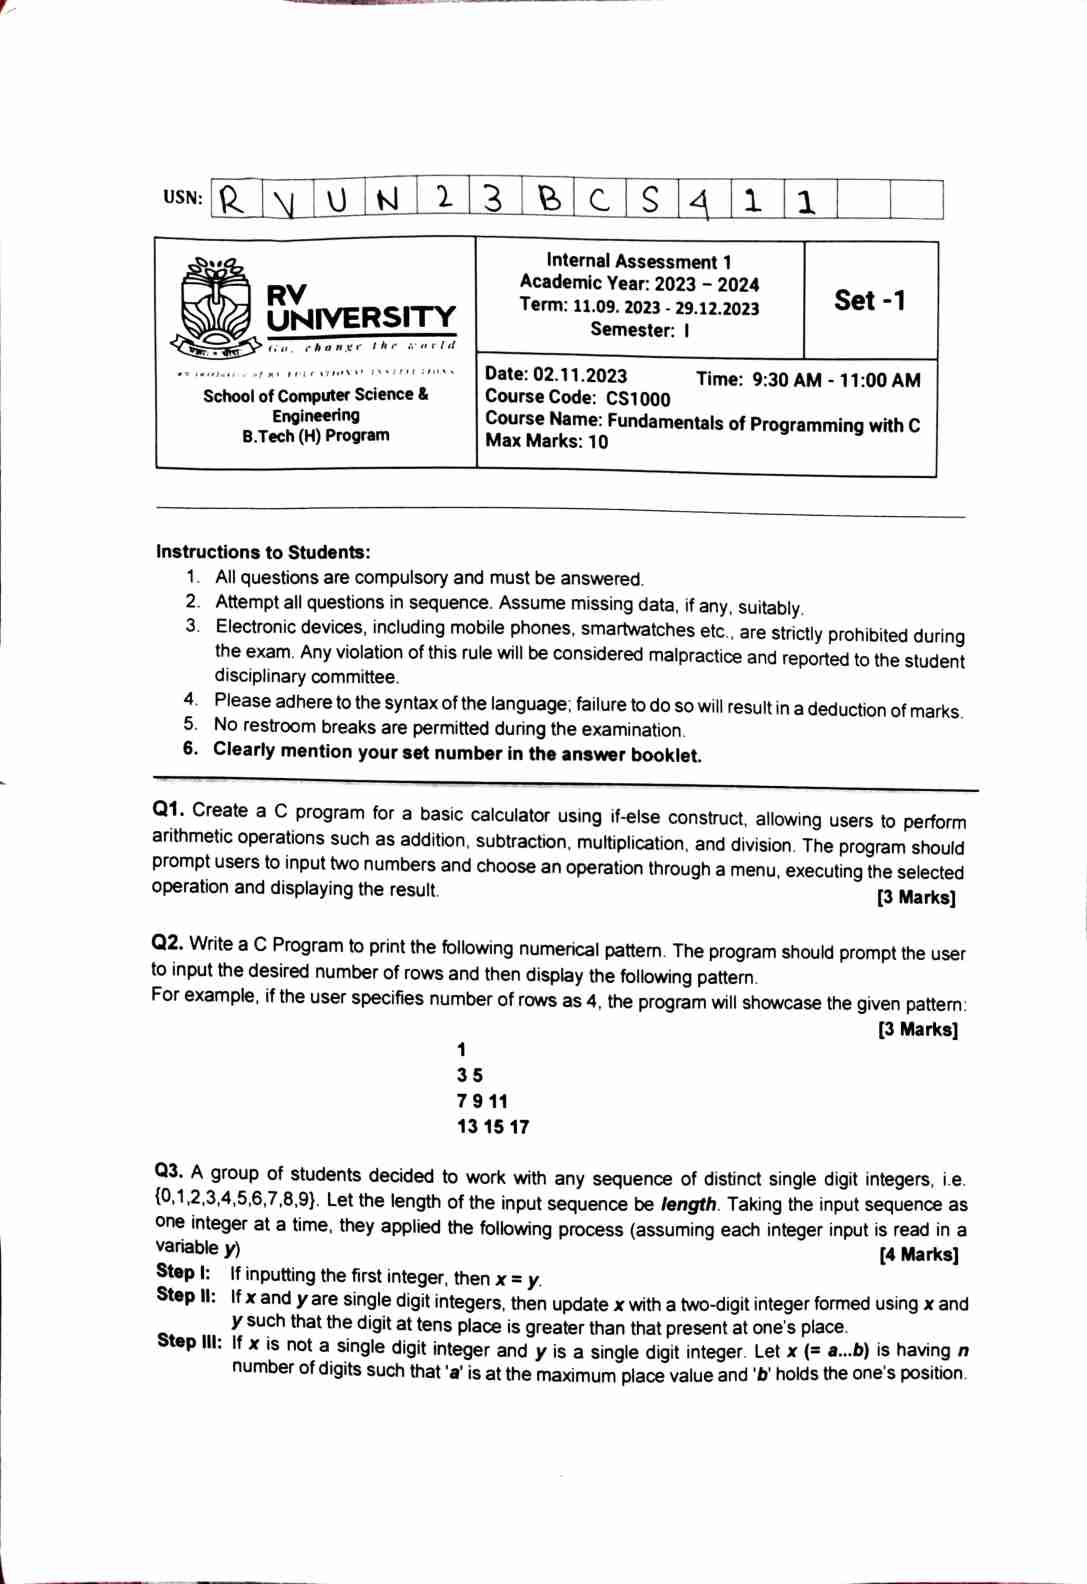 USN: R V U N 2 3 B C S 4 1 1
RV
UNIVERSITY
Go, change the world
School of Computer Science &
Engineering
B.Tech (H) Program
Internal Assessment 1
Academic Year: 2023 – 2024
Term: 11.09. 2023 - 29.12.2023
Semester: I
Set -1
Date: 02.11.2023 Time: 9:30 AM - 11:00 AM
Course Code: CS1000
Course Name: Fundamentals of Programming with C
Max Marks: 10
Instructions to Students:
1. All questions are compulsory and must be answered.
2. Attempt all questions in sequence. Assume missing data, if any, suitably.
3. Electronic devices, including mobile phones, smartwatches etc., are strictly prohibited during
the exam. Any violation of this rule will be considered malpractice and reported to the student
disciplinary committee.
4. Please adhere to the syntax of the language; failure to do so will result in a deduction of marks.
5. No restroom breaks are permitted during the examination.
6. Clearly mention your set number in the answer booklet.
Q1. Create a C program for a basic calculator using if-else construct, allowing users to perform
arithmetic operations such as addition, subtraction, multiplication, and division. The program should
prompt users to input two numbers and choose an operation through a menu, executing the selected
operation and displaying the result. [3 Marks]
Q2. Write a C Program to print the following numerical pattern. The program should prompt the user
to input the desired number of rows and then display the following pattern.
For example, if the user specifies number of rows as 4, the program will showcase the given pattern:
[3 Marks]
1
3 5
7 9 11
13 15 17
Q3. A group of students decided to work with any sequence of distinct single digit integers, i.e.
{0,1,2,3,4,5,6,7,8,9}. Let the length of the input sequence be length. Taking the input sequence as
one integer at a time, they applied the following process (assuming each integer input is read in a
variable y) [4 Marks]
Step I: If inputting the first integer, then x = y.
Step II: If x and y are single digit integers, then update x with a two-digit integer formed using x and
y such that the digit at tens place is greater than that present at one's place.
Step III: If x is not a single digit integer and y is a single digit integer. Let x (= a...b) is having n
number of digits such that 'a' is at the maximum place value and 'b' holds the one's position.